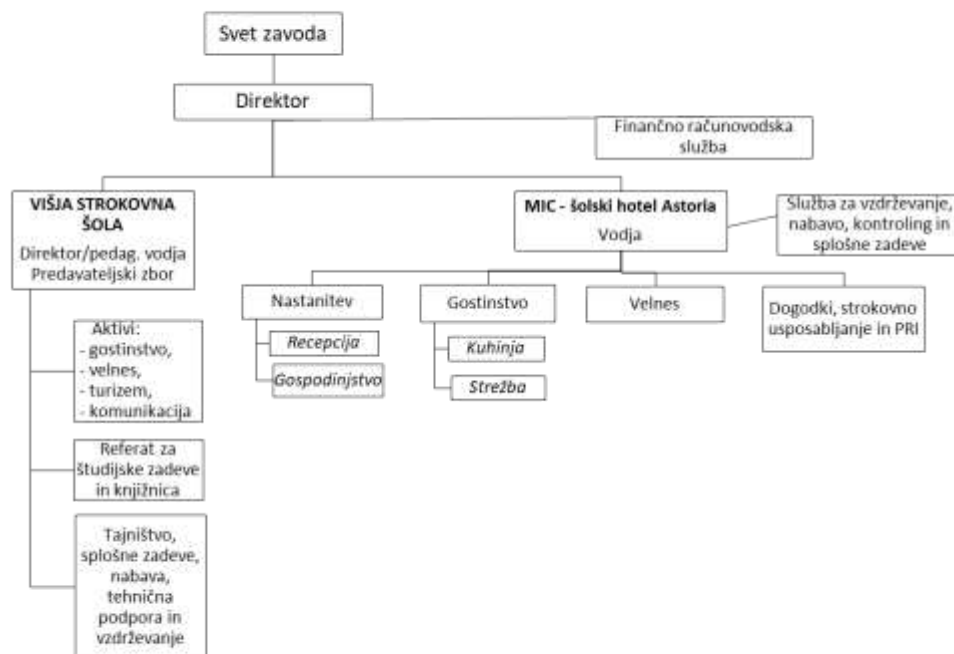 Svet zavoda
Direktor
Finančno računovodska
služba
VIŠJA STROKOVNA
ŠOLA
Direktor/pedag. vodja
Predavateljski zbor
MIC - šolski hotel Astoria
Vodja
Služba za vzdrževanje,
nabavo, kontroling in
splošne zadeve
Nastanitev
Gostinstvo
Velnes
Dogodki, strokovno
usposabljanje in PRI
Recepcija
Gospodinjstvo
Kuhinja
Strežba
Aktivi:
- gostinstvo,
- velnes,
- turizem,
- komunikacija
Referat za
študijske zadeve
in knjižnica
Tajništvo,
splošne zadeve,
nabava,
tehnična
podpora in
vzdrževanje